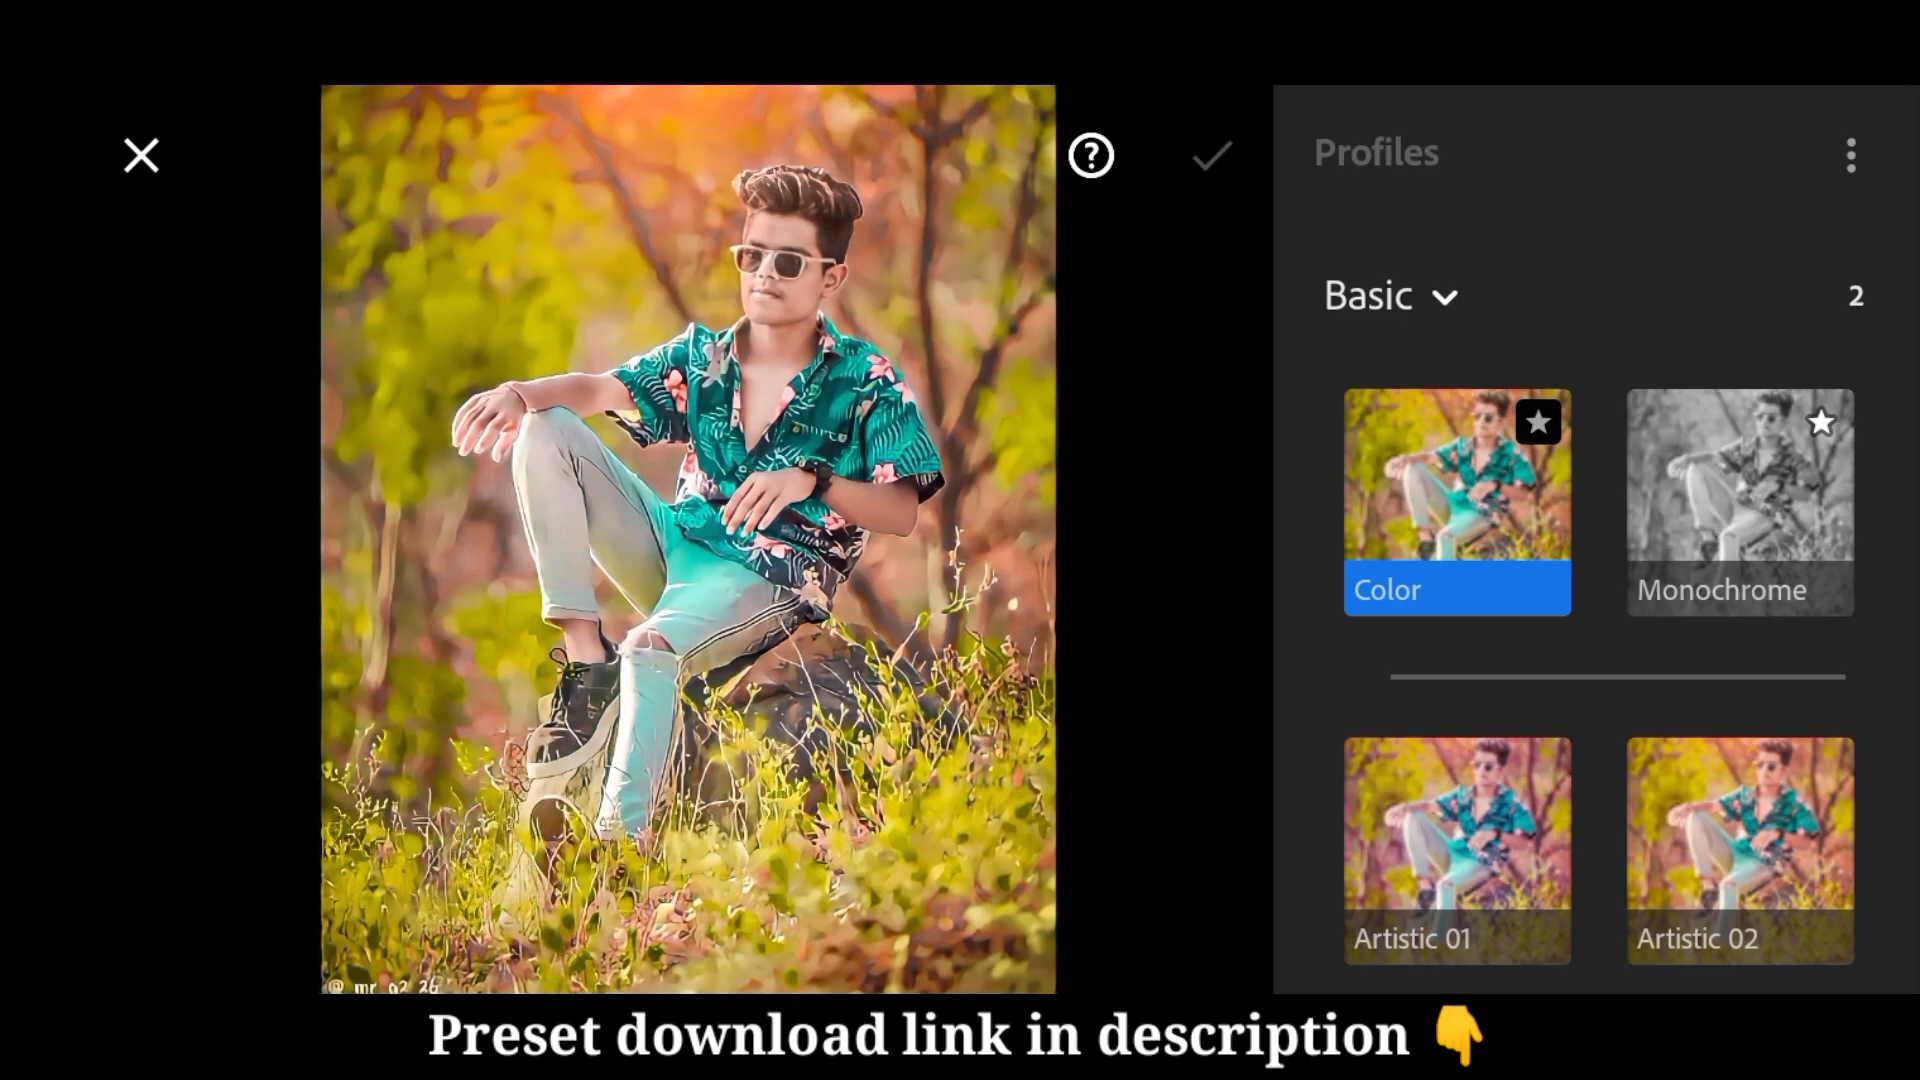 Profiles
Basic
2
Color
Monochrome
Artistic 01
Artistic 02
Preset download link in description 👇